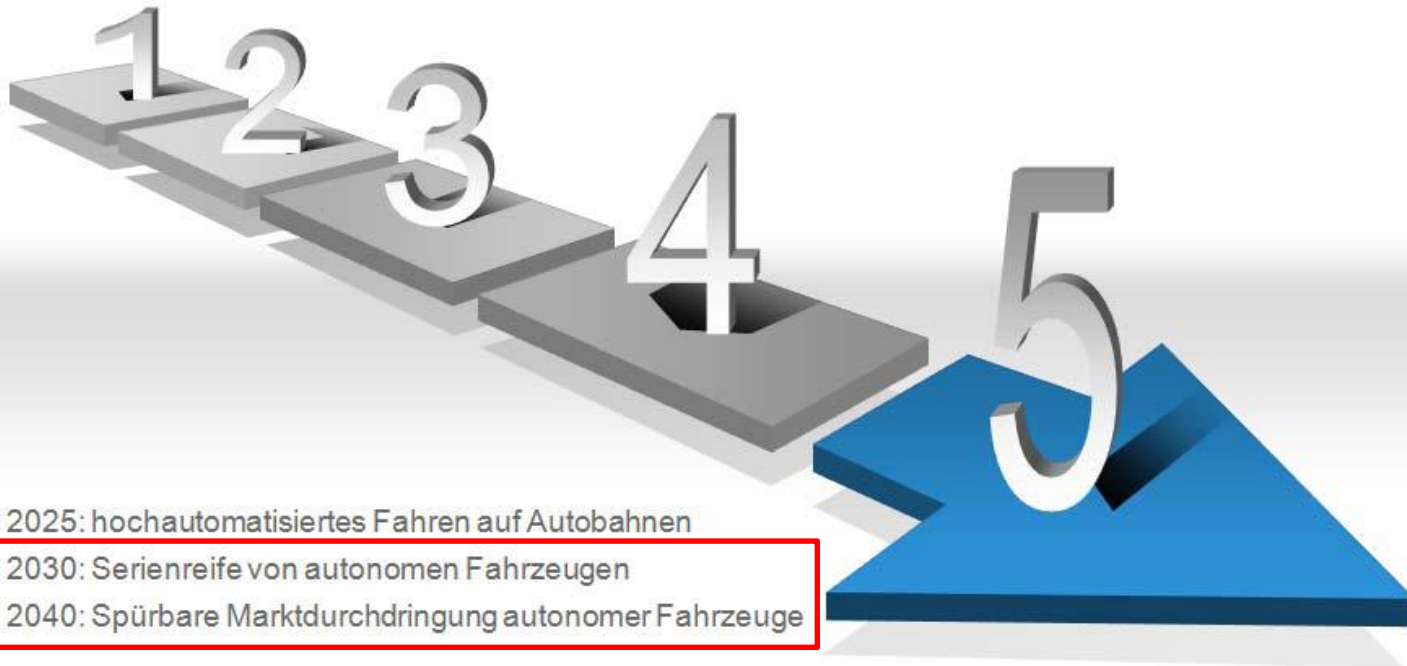 1
2
3
4
5
2025: hochautomatisiertes Fahren auf Autobahnen
2030: Serienreife von autonomen Fahrzeugen
2040: Spürbare Marktdurchdringung autonomer Fahrzeuge